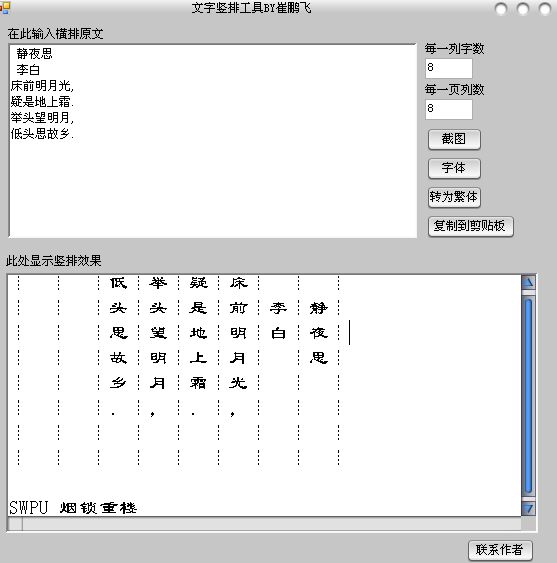 文字竖排工具BY崔鹏飞
在此输入横排原文
静夜思
李白
床前明月光,
疑是地上霜.
举头望明月,
低头思故乡.
每一列字数
8
每一页列数
8
截图
字体
转为繁体
复制到剪贴板
此处显示竖排效果
静夜思
李白
床前明月光,
疑是地上霜.
举头望明月,
低头思故乡.
SWPU 烟锁重楼
联系作者